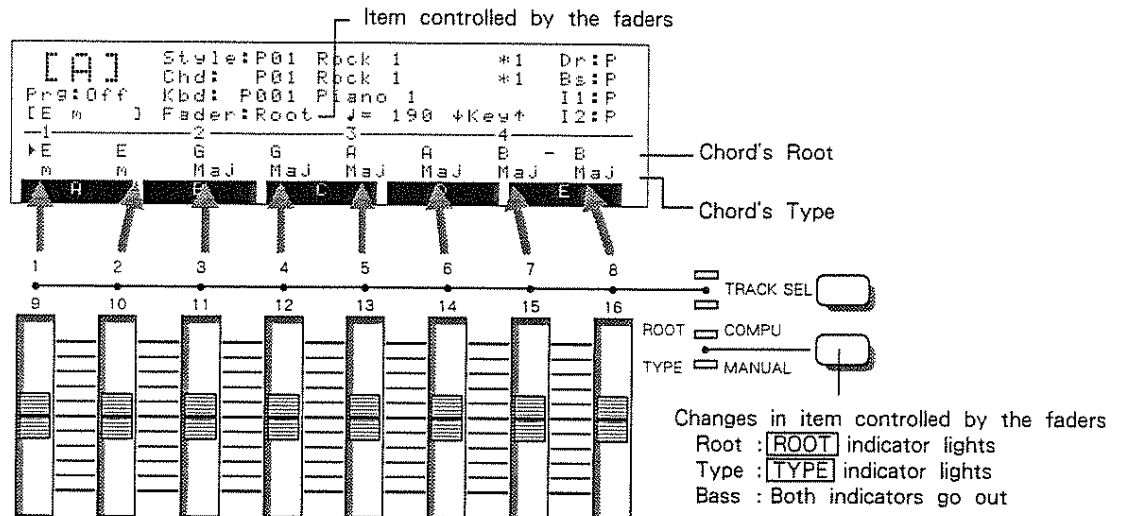 Item controlled by the faders
[A] Style:P01 Rock 1 *1 Dr:P
Chd: P01 Rock 1 *1 Bs:P
Prg:Off Kbd: P001 Piano 1 I1:P
[E m ] Fader:Root ♩= 190 ↓Key↑ I2:P
1 2 3 4
▶E E G G A A B - B
m m Maj Maj Maj Maj Maj Maj
A B C D E
Chord's Root
Chord's Type
1 2 3 4 5 6 7 8
TRACK SEL
9 10 11 12 13 14 15 16
ROOT COMPU
TYPE MANUAL
Changes in item controlled by the faders
Root : ROOT indicator lights
Type : TYPE indicator lights
Bass : Both indicators go out